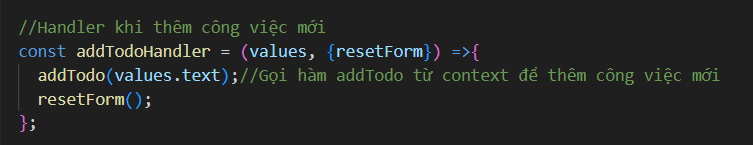 //Handler khi thêm công việc mới
const addTodoHandler = (values, {resetForm}) =>{
  addTodo(values.text);//Gọi hàm addTodo từ context để thêm công việc mới
  resetForm();
};